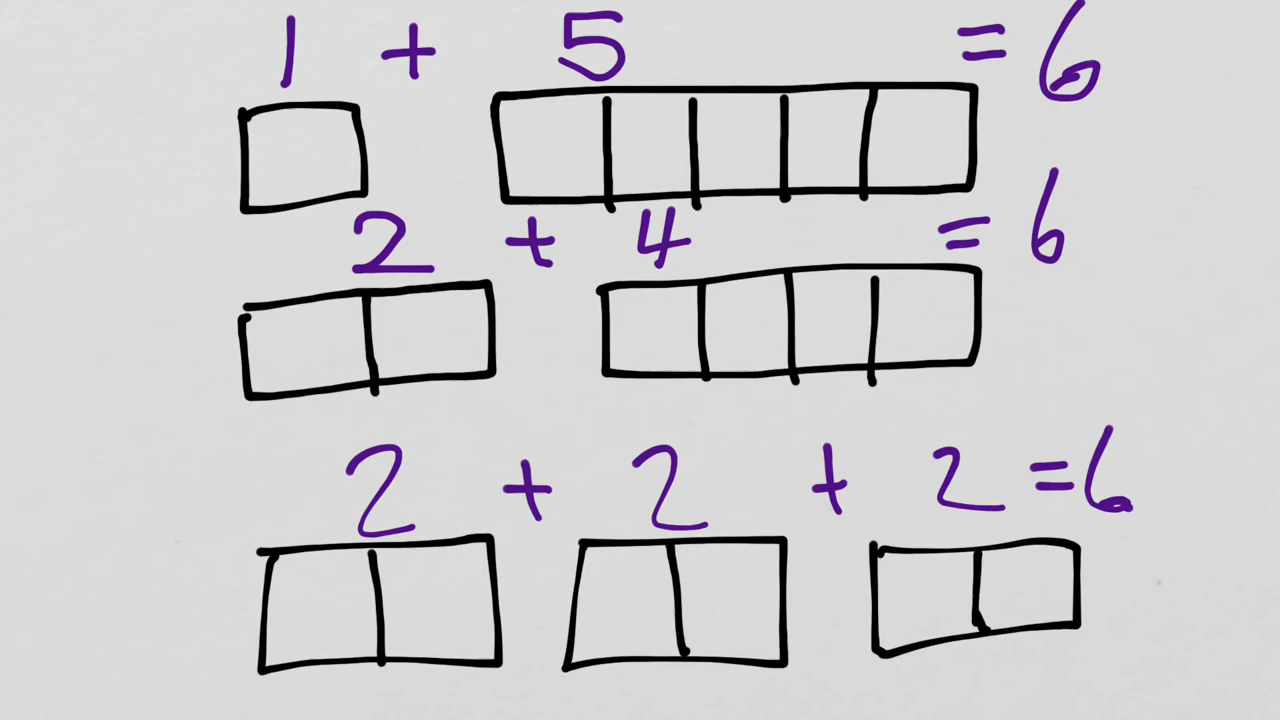 1 + 5 = 6
2 + 4 = 6
2 + 2 + 2 = 6